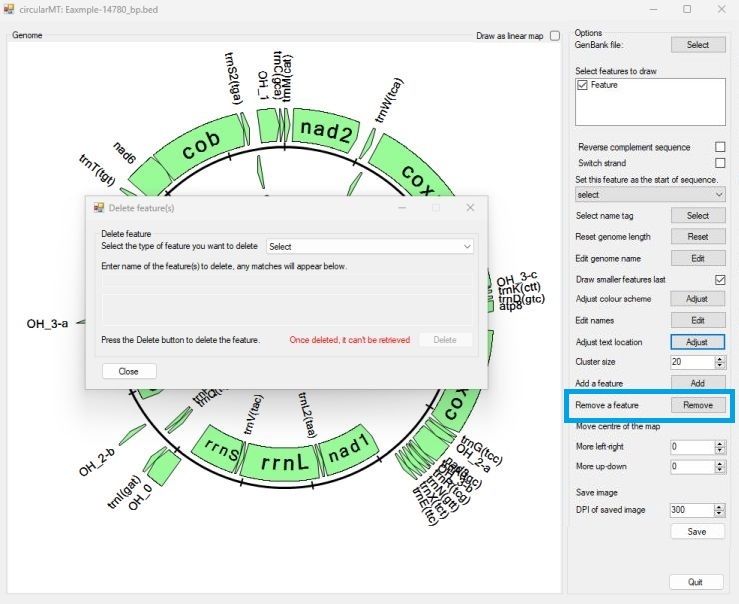 circularMT: Eaxmple-14780_bp.bed
Genome
Draw as linear map
trnS2(tga)
OH_1
trnC(gca)
trnM(cat)
nad2
trnW(tca)
cob
nad6
trnT(tgt)
cox
OH_3-a
OH_3-c
trnK(ctt)
trnD(gtc)
atp8
Delete feature(s)
Delete feature
Select the type of feature you want to delete
Select
Enter name of the feature(s) to delete, any matches will appear below.
Press the Delete button to delete the feature.
Once deleted, it can't be retrieved
Delete
Close
OH_2-b
trnI(gat)
OH_0
rrnS
trnV(tac)
rrnL
trnL2(taa)
nad1
cox
trnG(tcc)
OH_2-a
nad3
OH_3-b
trnR(tcg)
trnN(gtt)
trnX(tct)
trnE(ttc)
Options
GenBank file:
Select
Select features to draw
Feature
Reverse complement sequence
Switch strand
Set this feature as the start of sequence.
select
Select name tag
Select
Reset genome length
Reset
Edit genome name
Edit
Draw smaller features last
Adjust colour scheme
Adjust
Edit names
Edit
Adjust text location
Adjust
Cluster size
20
Add a feature
Add
Remove a feature
Remove
Move centre of the map
More left-right
0
More up-down
0
Save image
DPI of saved image
300
Save
Quit